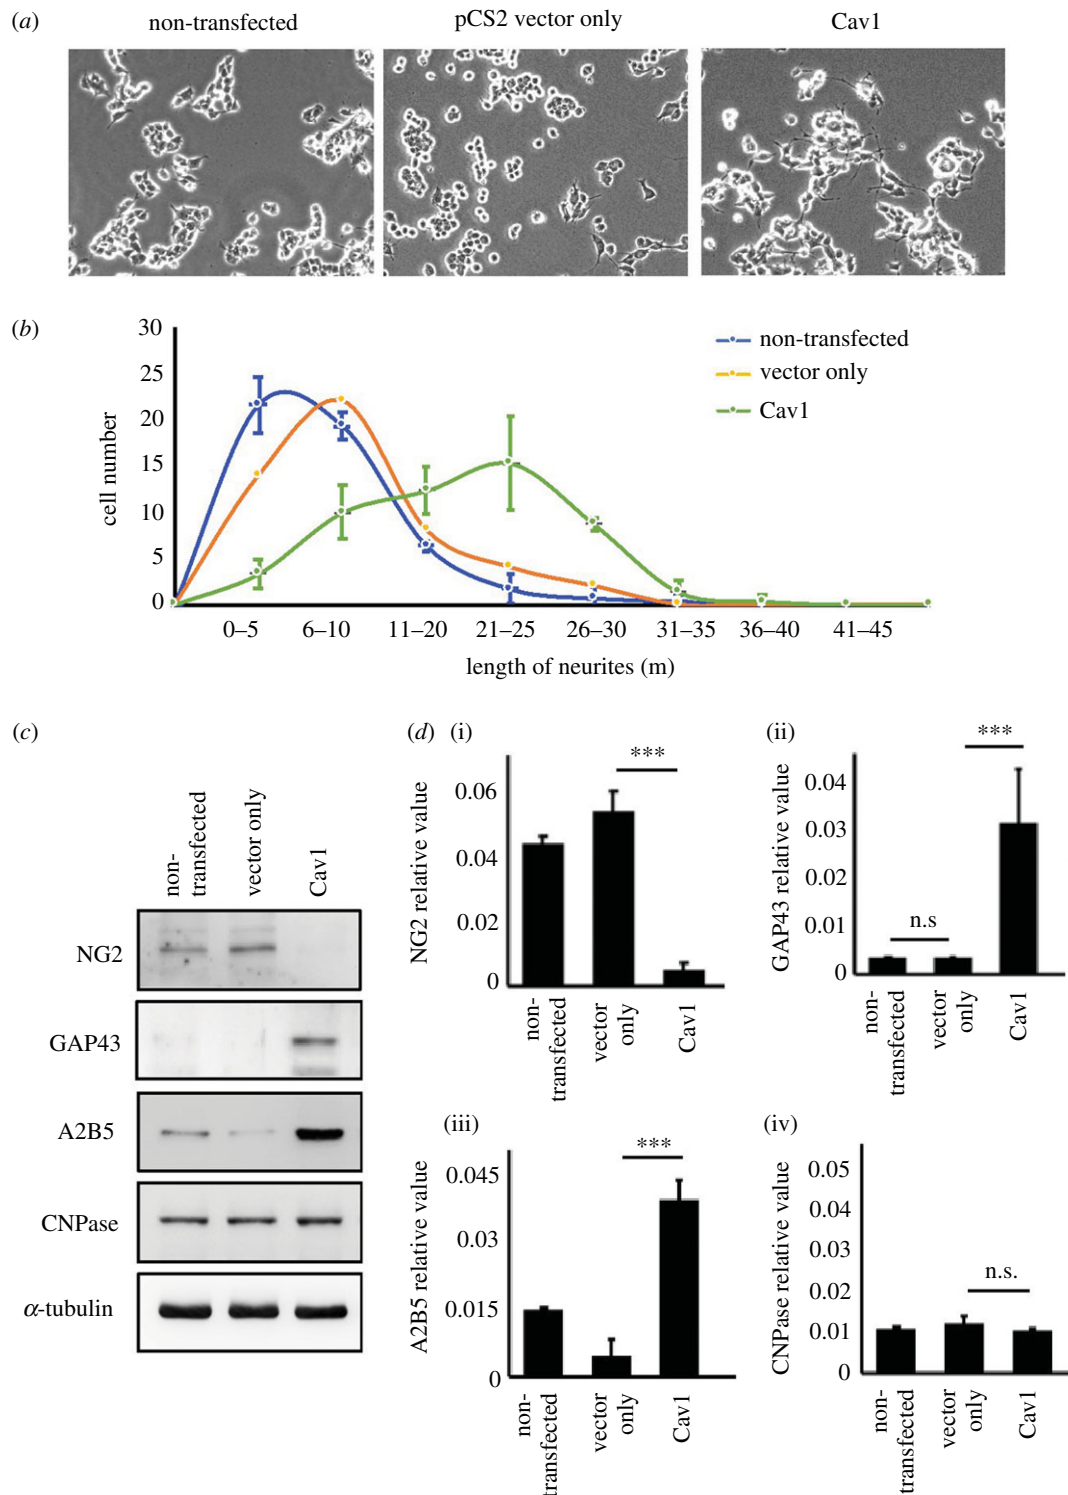 (a)
non-transfected
pCS2 vector only
Cav1
(b)
30
25
20
15
10
5
0
cell number
non-transfected
vector only
Cav1
0–5 6–10 11–20 21–25 26–30 31–35 36–40 41–45
length of neurites (m)
(c)
non-
transfected
vector only
Cav1
NG2
GAP43
A2B5
CNPase
α-tubulin
(d) (i)
***
0.06
0.04
0
NG2 relative value
non-
transfected
vector
only
Cav1
(ii)
***
0.04
0.03
0.02
0.01
0
n.s
GAP43 relative value
non-
transfected
vector
only
Cav1
(iii)
***
0.045
0.03
0.015
0
A2B5 relative value
non-
transfected
vector
only
Cav1
(iv)
0.05
0.04
0.03
0.02
0.01
0
n.s.
CNPase relative value
non-
transfected
vector
only
Cav1